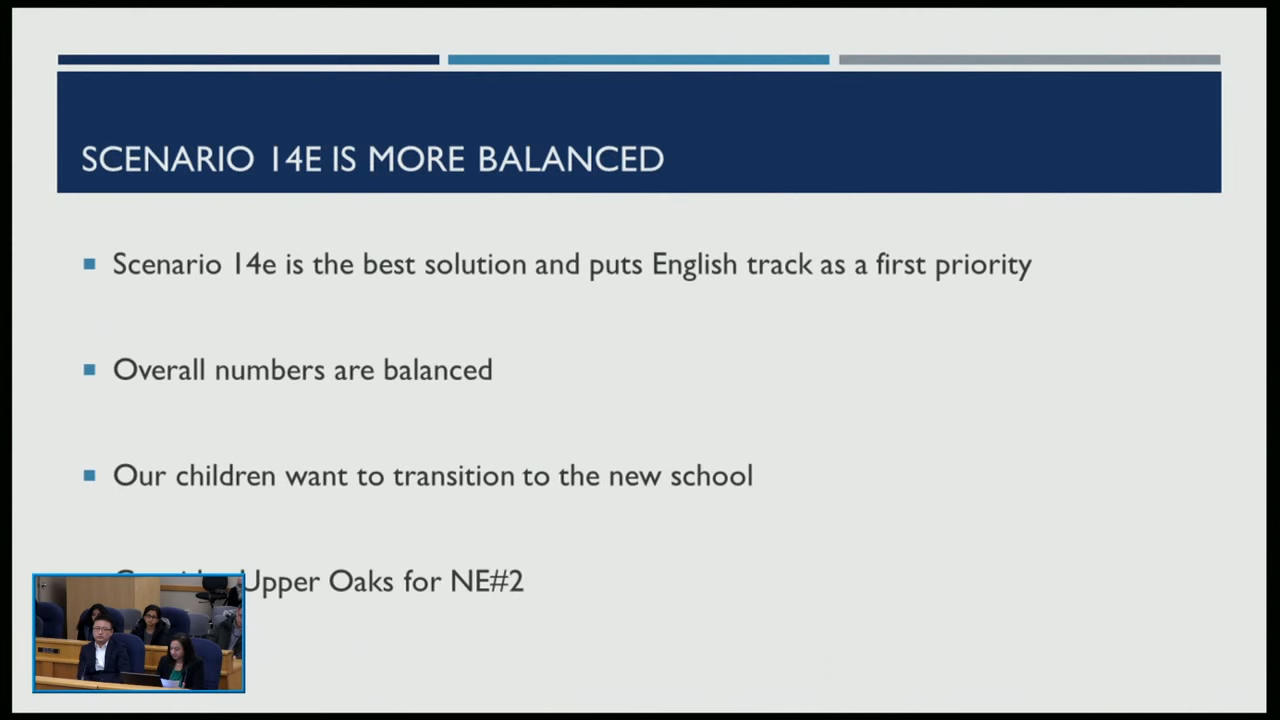 SCENARIO 14E IS MORE BALANCED
Scenario 14e is the best solution and puts English track as a first priority
Overall numbers are balanced
Our children want to transition to the new school
Upper Oaks for NE#2